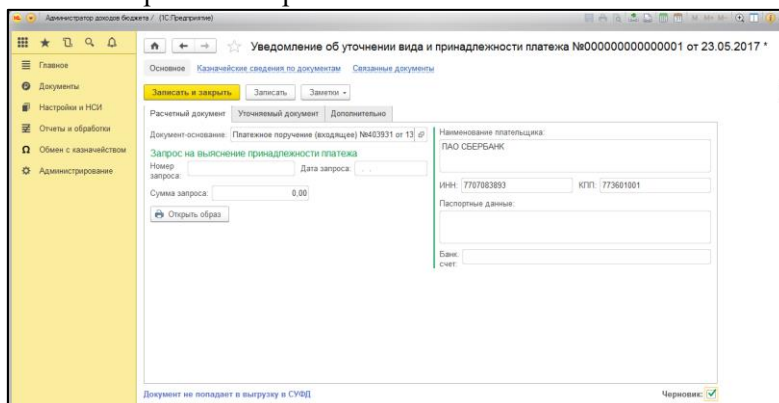 Администратор доходов бюджета / (1С:Предприятие)
M M+ M-
Главное
Документы
Настройки и НСИ
Отчеты и обработки
Обмен с казначейством
Администрирование
Уведомление об уточнении вида и принадлежности платежа №000000000000001 от 23.05.2017 *
Основное Казначейские сведения по документам Связанные документы
Записать и закрыть Записать Заметки
Расчетный документ Уточняемый документ Дополнительно
Документ-основание: Платежное поручение (входящее) №403931 от 13
Запрос на выяснение принадлежности платежа
Номер запроса: Дата запроса: . .
Сумма запроса: 0,00
Открыть образ
Наименование плательщика:
ПАО СБЕРБАНК
ИНН: 7707083893 КПП: 773601001
Паспортные данные:
Банк. счет:
Документ не попадает в выгрузку в СУФД Черновик: